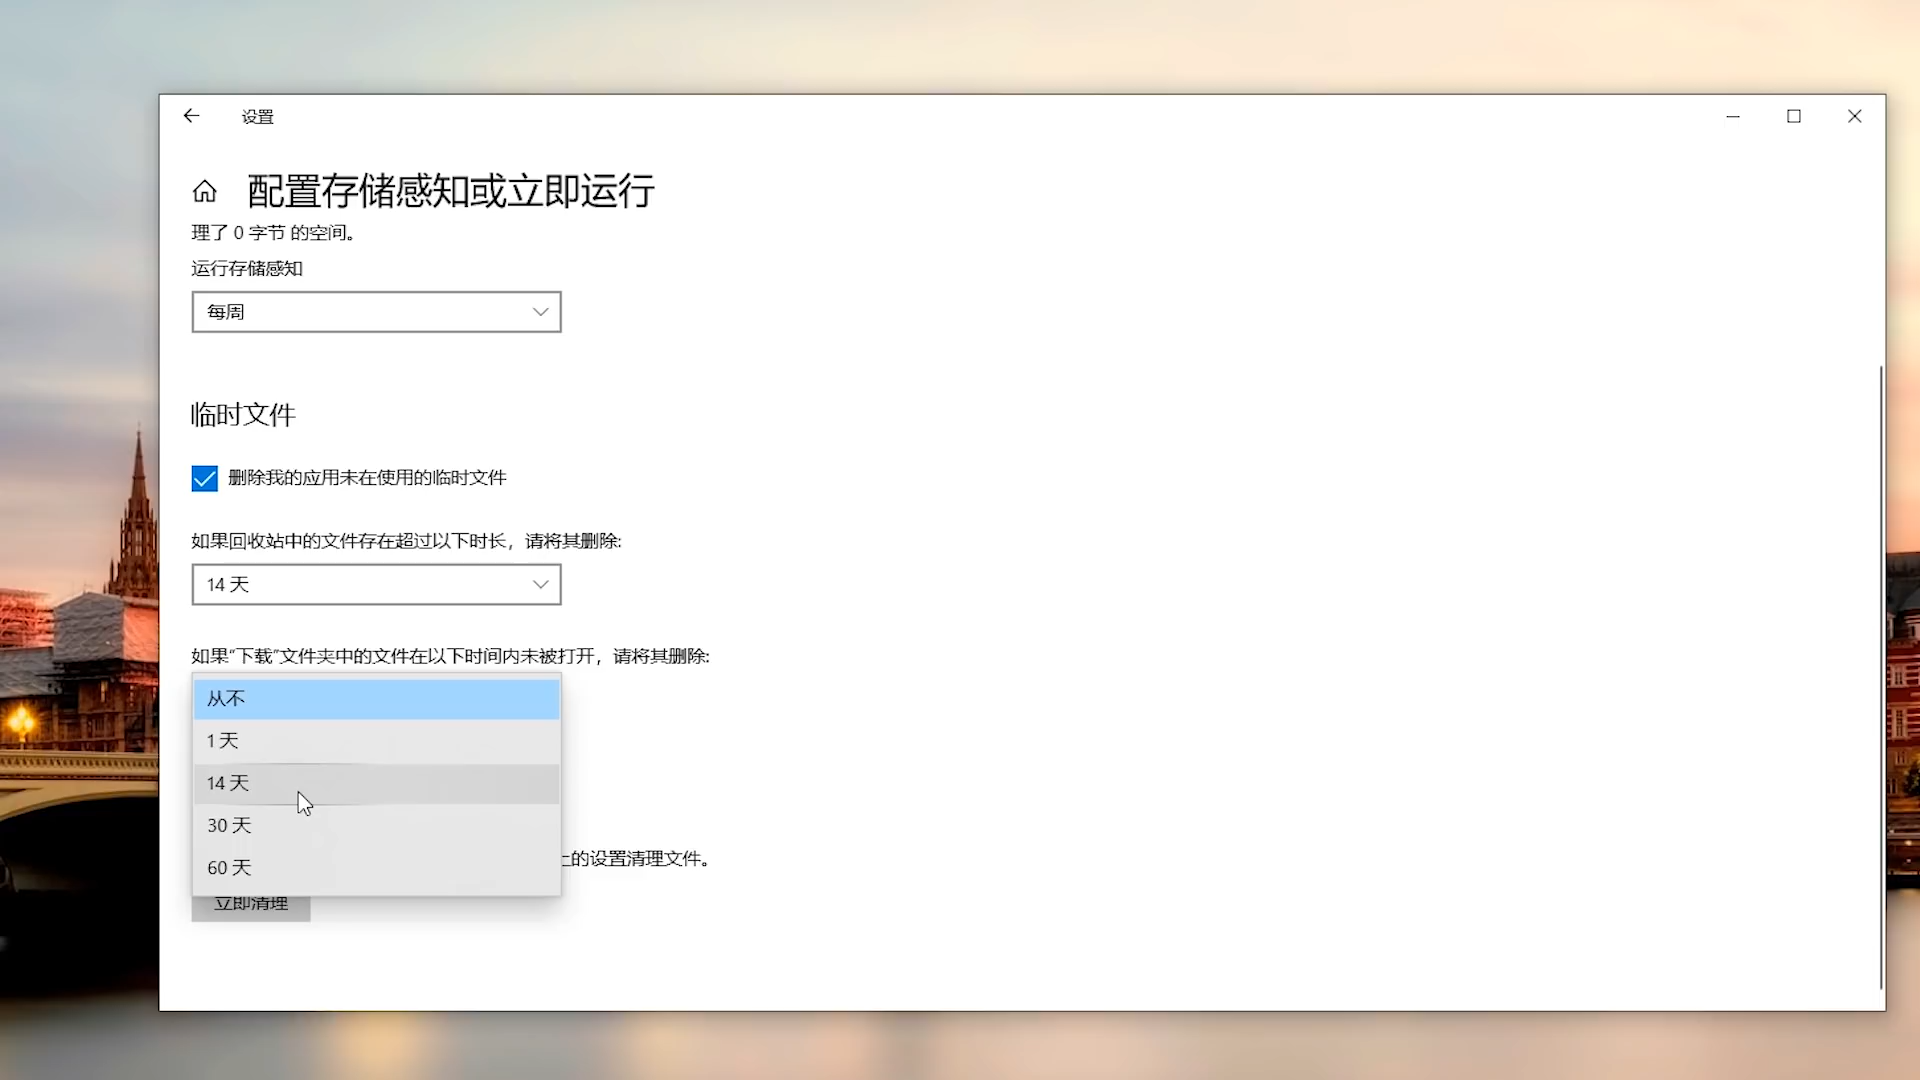 设置
配置存储感知或立即运行
理了 0 字节 的空间。
运行存储感知
每周
临时文件
删除我的应用未在使用的临时文件
如果回收站中的文件存在超过以下时长，请将其删除:
14 天
如果“下载”文件夹中的文件在以下时间内未被打开，请将其删除:
从不
1 天
14 天
30 天
60 天
上的设置清理文件。
立即清理